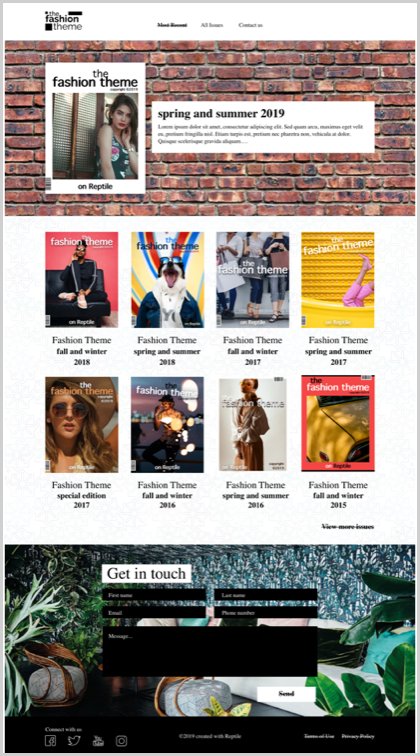 the
fashion
theme
Most Recent
All Issues
Contact us
the
fashion theme
copyright ©2019
on Reptile
spring and summer 2019
Lorem ipsum dolor sit amet, consectetur adipiscing elit. Sed quam arcu, maximus eget velit
eu, pretium fringilla nisl. Etiam turpis est, pharetra nec pharetra non, vehicula at dolor.
Quisque scelerisque gravida aliquam....
the
fashion theme
on Reptile
the
fashion theme
on Reptile
the
fashion theme
on Reptile
the
fashion theme
on Reptile
Fashion Theme
fall and winter
2018
Fashion Theme
spring and summer
2018
Fashion Theme
fall and winter
2017
Fashion Theme
spring and summer
2017
the
fashion theme
on Reptile
the
fashion theme
on Reptile
the
fashion theme
on Reptile
the
fashion theme
on Reptile
Fashion Theme
special edition
2017
Fashion Theme
fall and winter
2016
Fashion Theme
spring and summer
2016
Fashion Theme
fall and winter
2015
View more issues
Get in touch
First name
Last name
Email
Phone number
Message...
Send
Connect with us
©2019 created with Reptile
Terms of Use
Privacy Policy